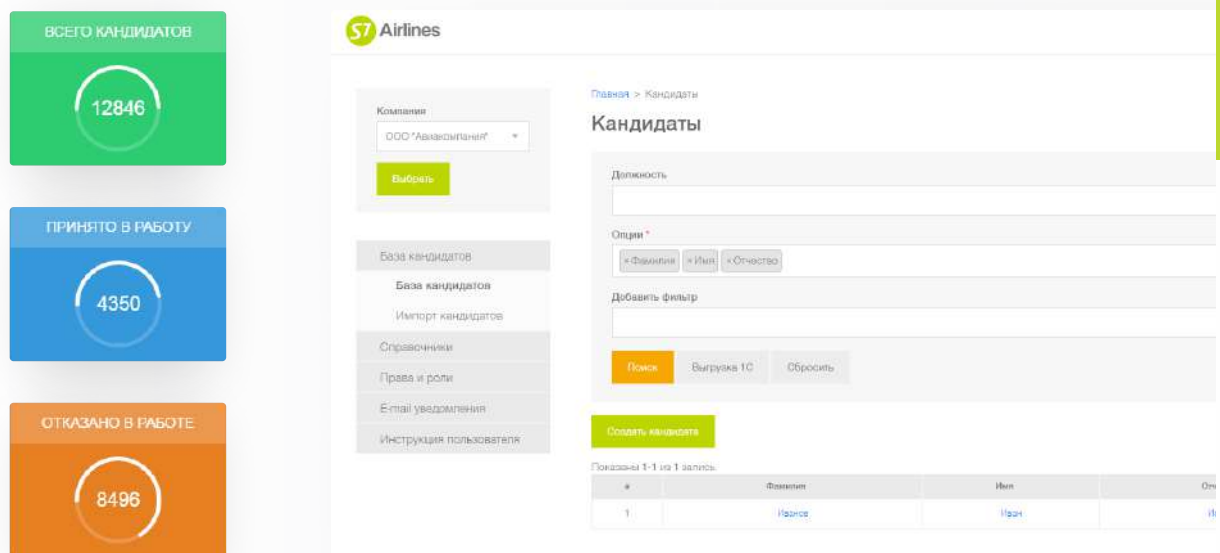 ВСЕГО КАНДИДАТОВ
12846
ПРИНЯТО В РАБОТУ
4350
ОТКАЗАНО В РАБОТЕ
8496
S7 Airlines
Компания
ООО "Авиакомпания"
Выбрать
База кандидатов
База кандидатов
Импорт кандидатов
Справочники
Права и роли
E-mail уведомления
Инструкция пользователя
Главная > Кандидаты
Кандидаты
Должность
Опции *
×Фамилия ×Имя ×Отчество
Добавить фильтр
Поиск Выгрузка 1С Сбросить
Создать кандидата
Показаны 1-1 из 1 запись.
# Фамилия Имя
1 Иванов Иван